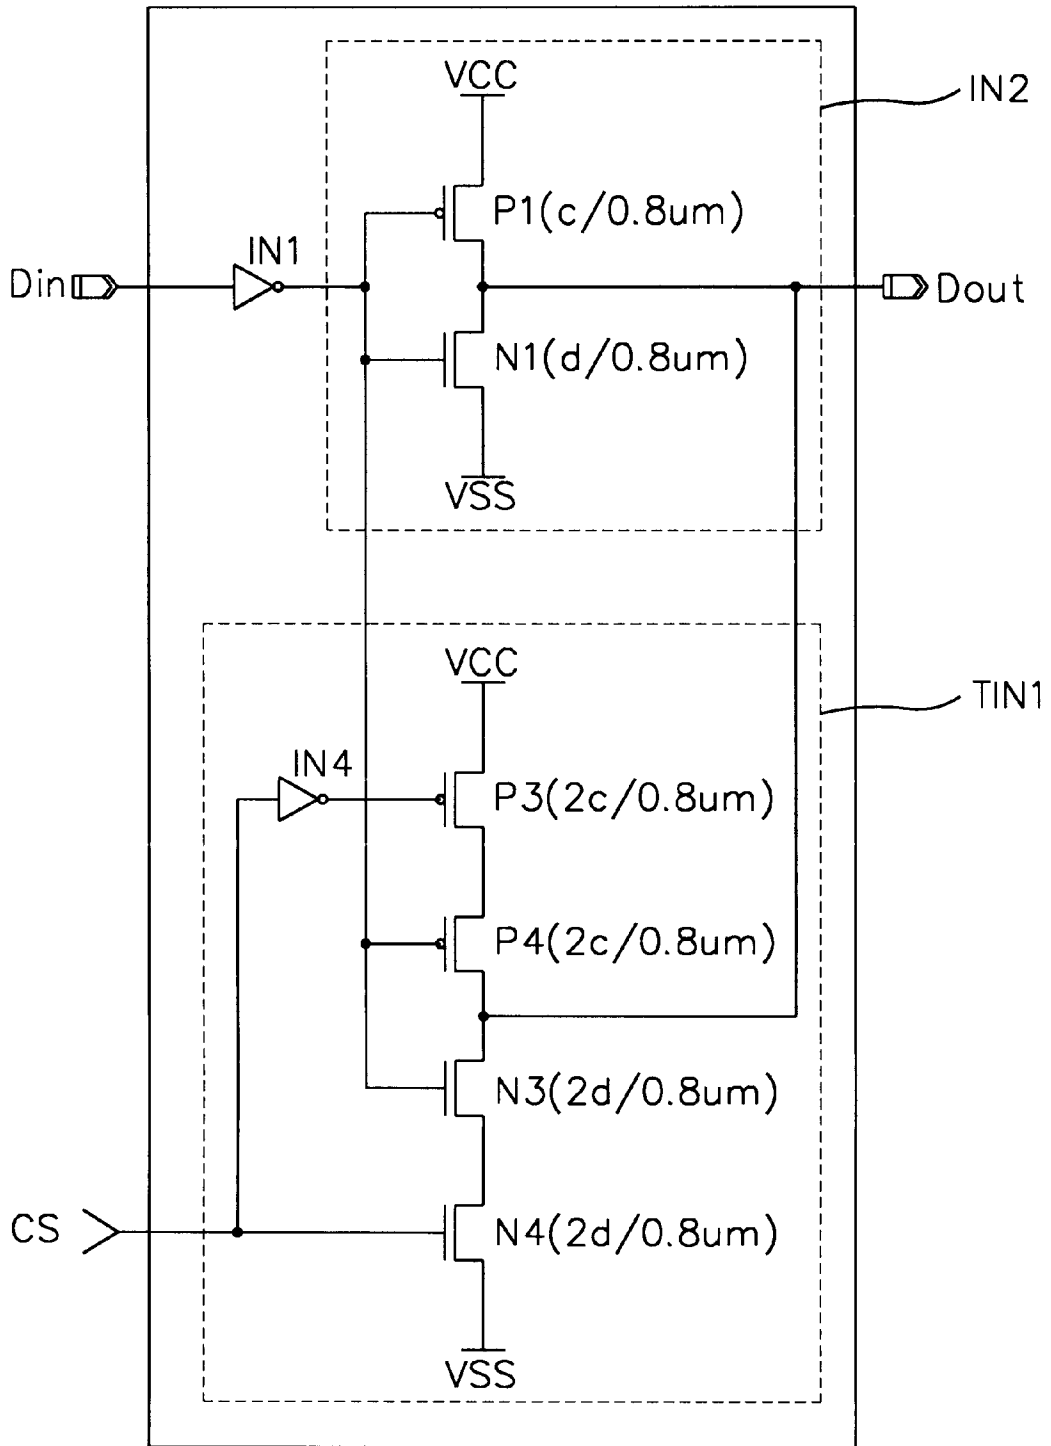 VCC
IN2
P1(c/0.8um)
IN1
Din
Dout
N1(d/0.8um)
VSS
VCC
TIN1
IN4
P3(2c/0.8um)
P4(2c/0.8um)
N3(2d/0.8um)
CS
N4(2d/0.8um)
VSS